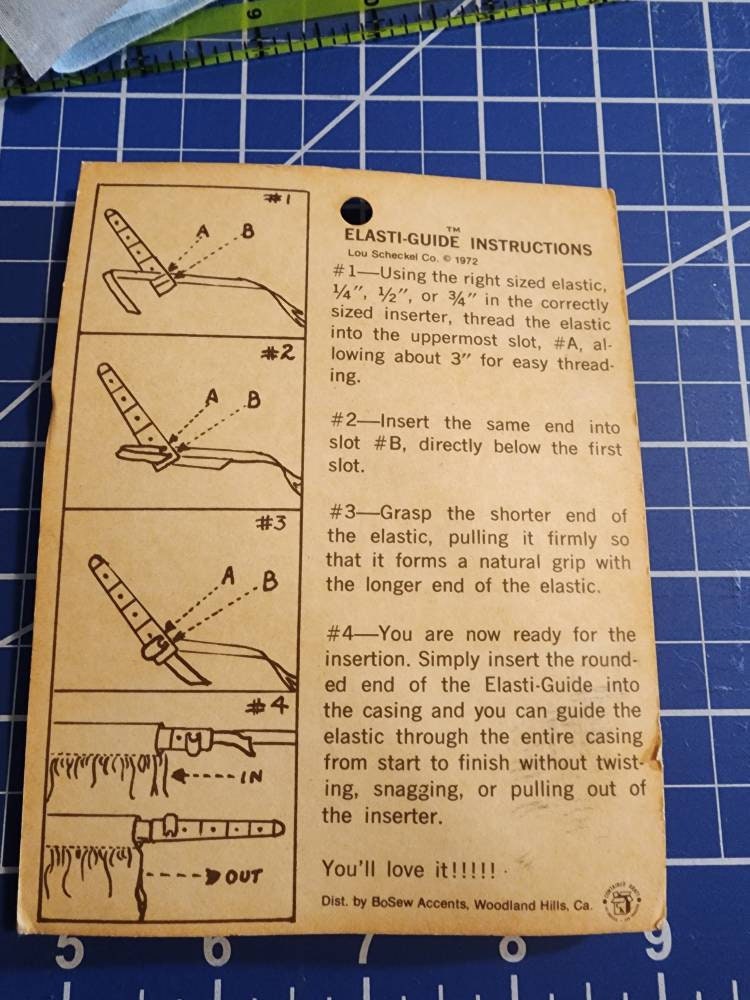 #1
A B
#2
A B
#3
A B
#4
IN
OUT
ELASTI-GUIDE™ INSTRUCTIONS
Lou Scheckel Co. © 1972
#1—Using the right sized elastic,
¼″, ½″, or ¾″ in the correctly
sized inserter, thread the elastic
into the uppermost slot, #A, al-
lowing about 3″ for easy thread-
ing.
#2—Insert the same end into
slot #B, directly below the first
slot.
#3—Grasp the shorter end of
the elastic, pulling it firmly so
that it forms a natural grip with
the longer end of the elastic.
#4—You are now ready for the
insertion. Simply insert the round-
ed end of the Elasti-Guide into
the casing and you can guide the
elastic through the entire casing
from start to finish without twist-
ing, snagging, or pulling out of
the inserter.
You'll love it!!!!!
Dist. by BoSew Accents, Woodland Hills, Ca.
5 6 7 8 9